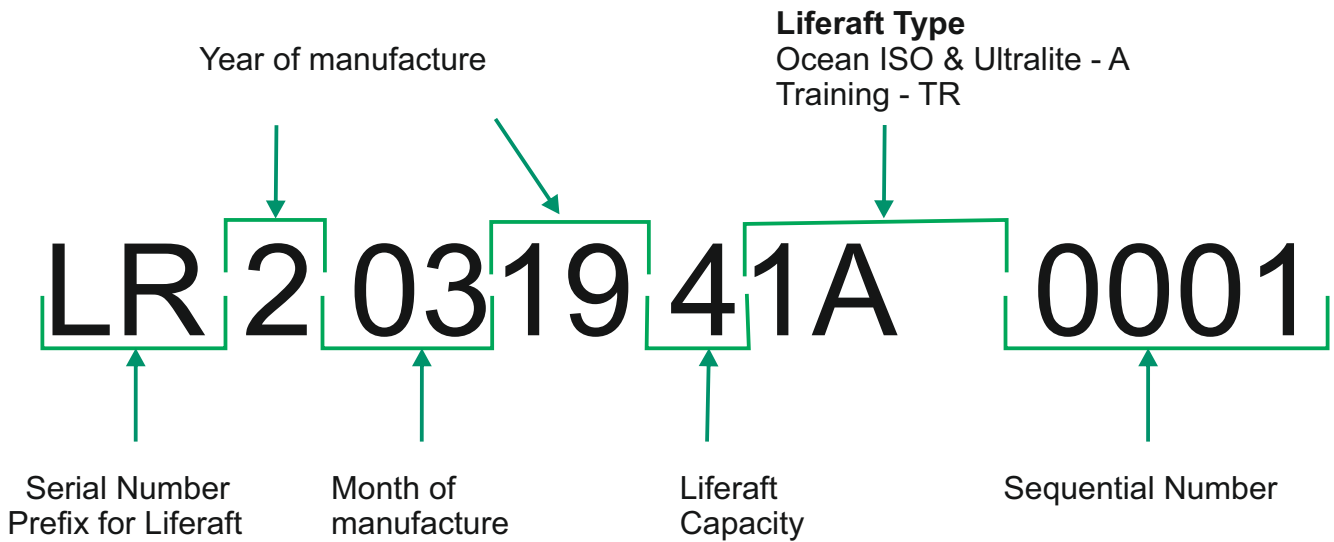 Liferaft Type
Year of manufacture
Ocean ISO & Ultralite - A
Training - TR
LR 2 0319 41A 0001
Serial Number
Prefix for Liferaft
Month of
manufacture
Liferaft
Capacity
Sequential Number